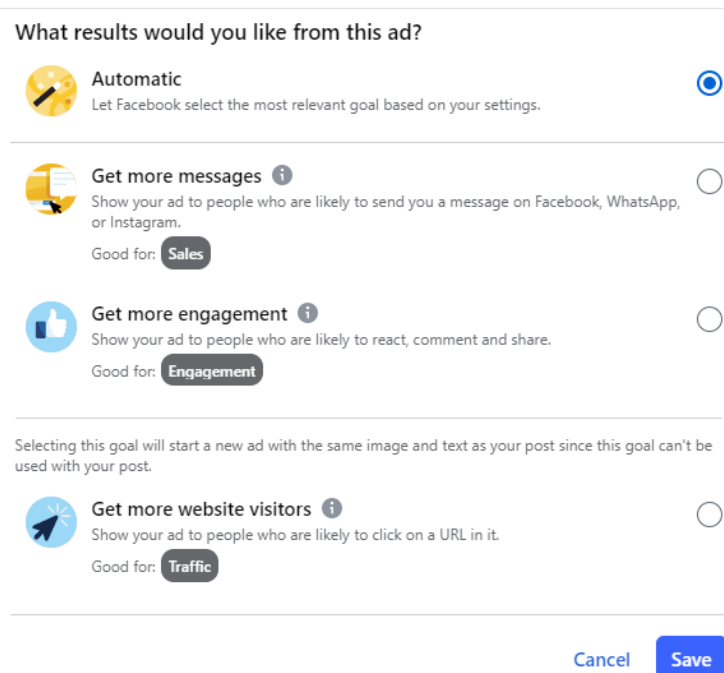 What results would you like from this ad?
Automatic
Let Facebook select the most relevant goal based on your settings.
Get more messages
Show your ad to people who are likely to send you a message on Facebook, WhatsApp,
or Instagram.
Good for: Sales
Get more engagement
Show your ad to people who are likely to react, comment and share.
Good for: Engagement
Selecting this goal will start a new ad with the same image and text as your post since this goal can't be
used with your post.
Get more website visitors
Show your ad to people who are likely to click on a URL in it.
Good for: Traffic
Cancel Save